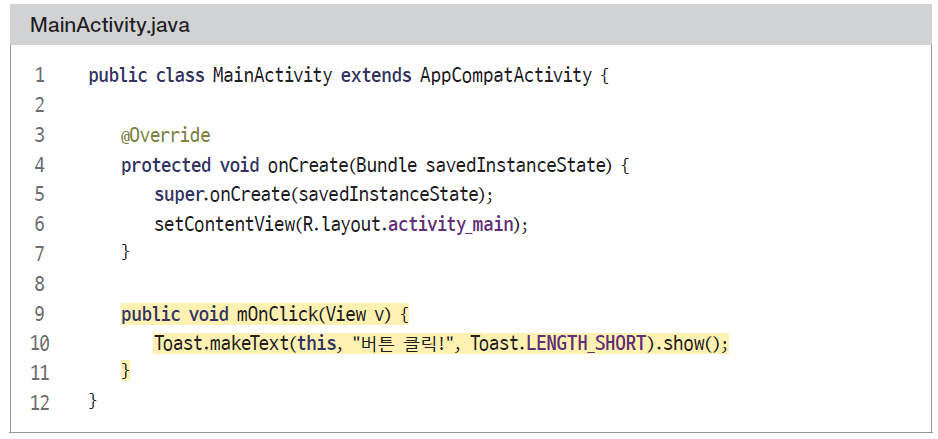 MainActivity.java
1 public class MainActivity extends AppCompatActivity {
2
3 @Override
4 protected void onCreate(Bundle savedInstanceState) {
5 super.onCreate(savedInstanceState);
6 setContentView(R.layout.activity_main);
7 }
8
9 public void mOnClick(View v) {
10 Toast.makeText(this, "버튼 클릭!", Toast.LENGTH_SHORT).show();
11 }
12 }